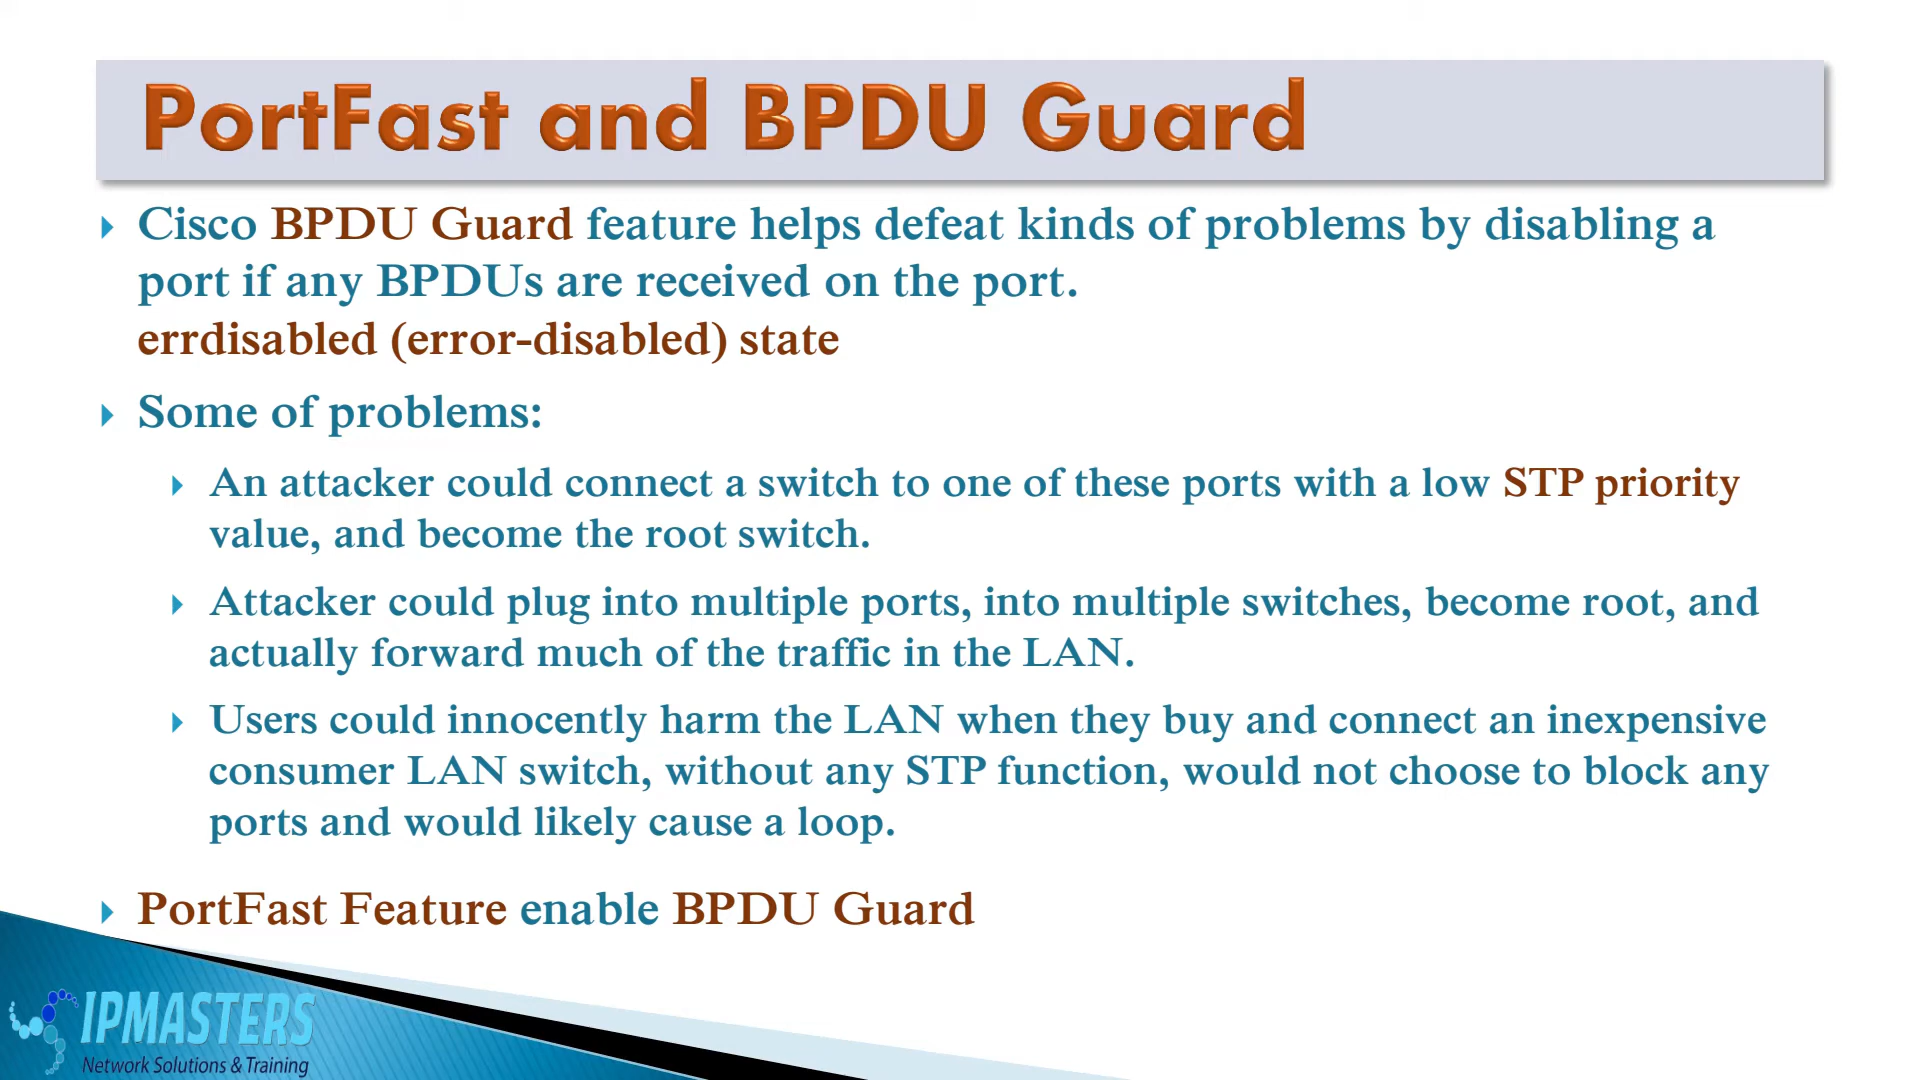 PortFast and BPDU Guard
Cisco BPDU Guard feature helps defeat kinds of problems by disabling a
port if any BPDUs are received on the port.
errdisabled (error-disabled) state
Some of problems:
An attacker could connect a switch to one of these ports with a low STP priority
value, and become the root switch.
Attacker could plug into multiple ports, into multiple switches, become root, and
actually forward much of the traffic in the LAN.
Users could innocently harm the LAN when they buy and connect an inexpensive
consumer LAN switch, without any STP function, would not choose to block any
ports and would likely cause a loop.
PortFast Feature enable BPDU Guard
IPMASTERS
Network Solutions & Training